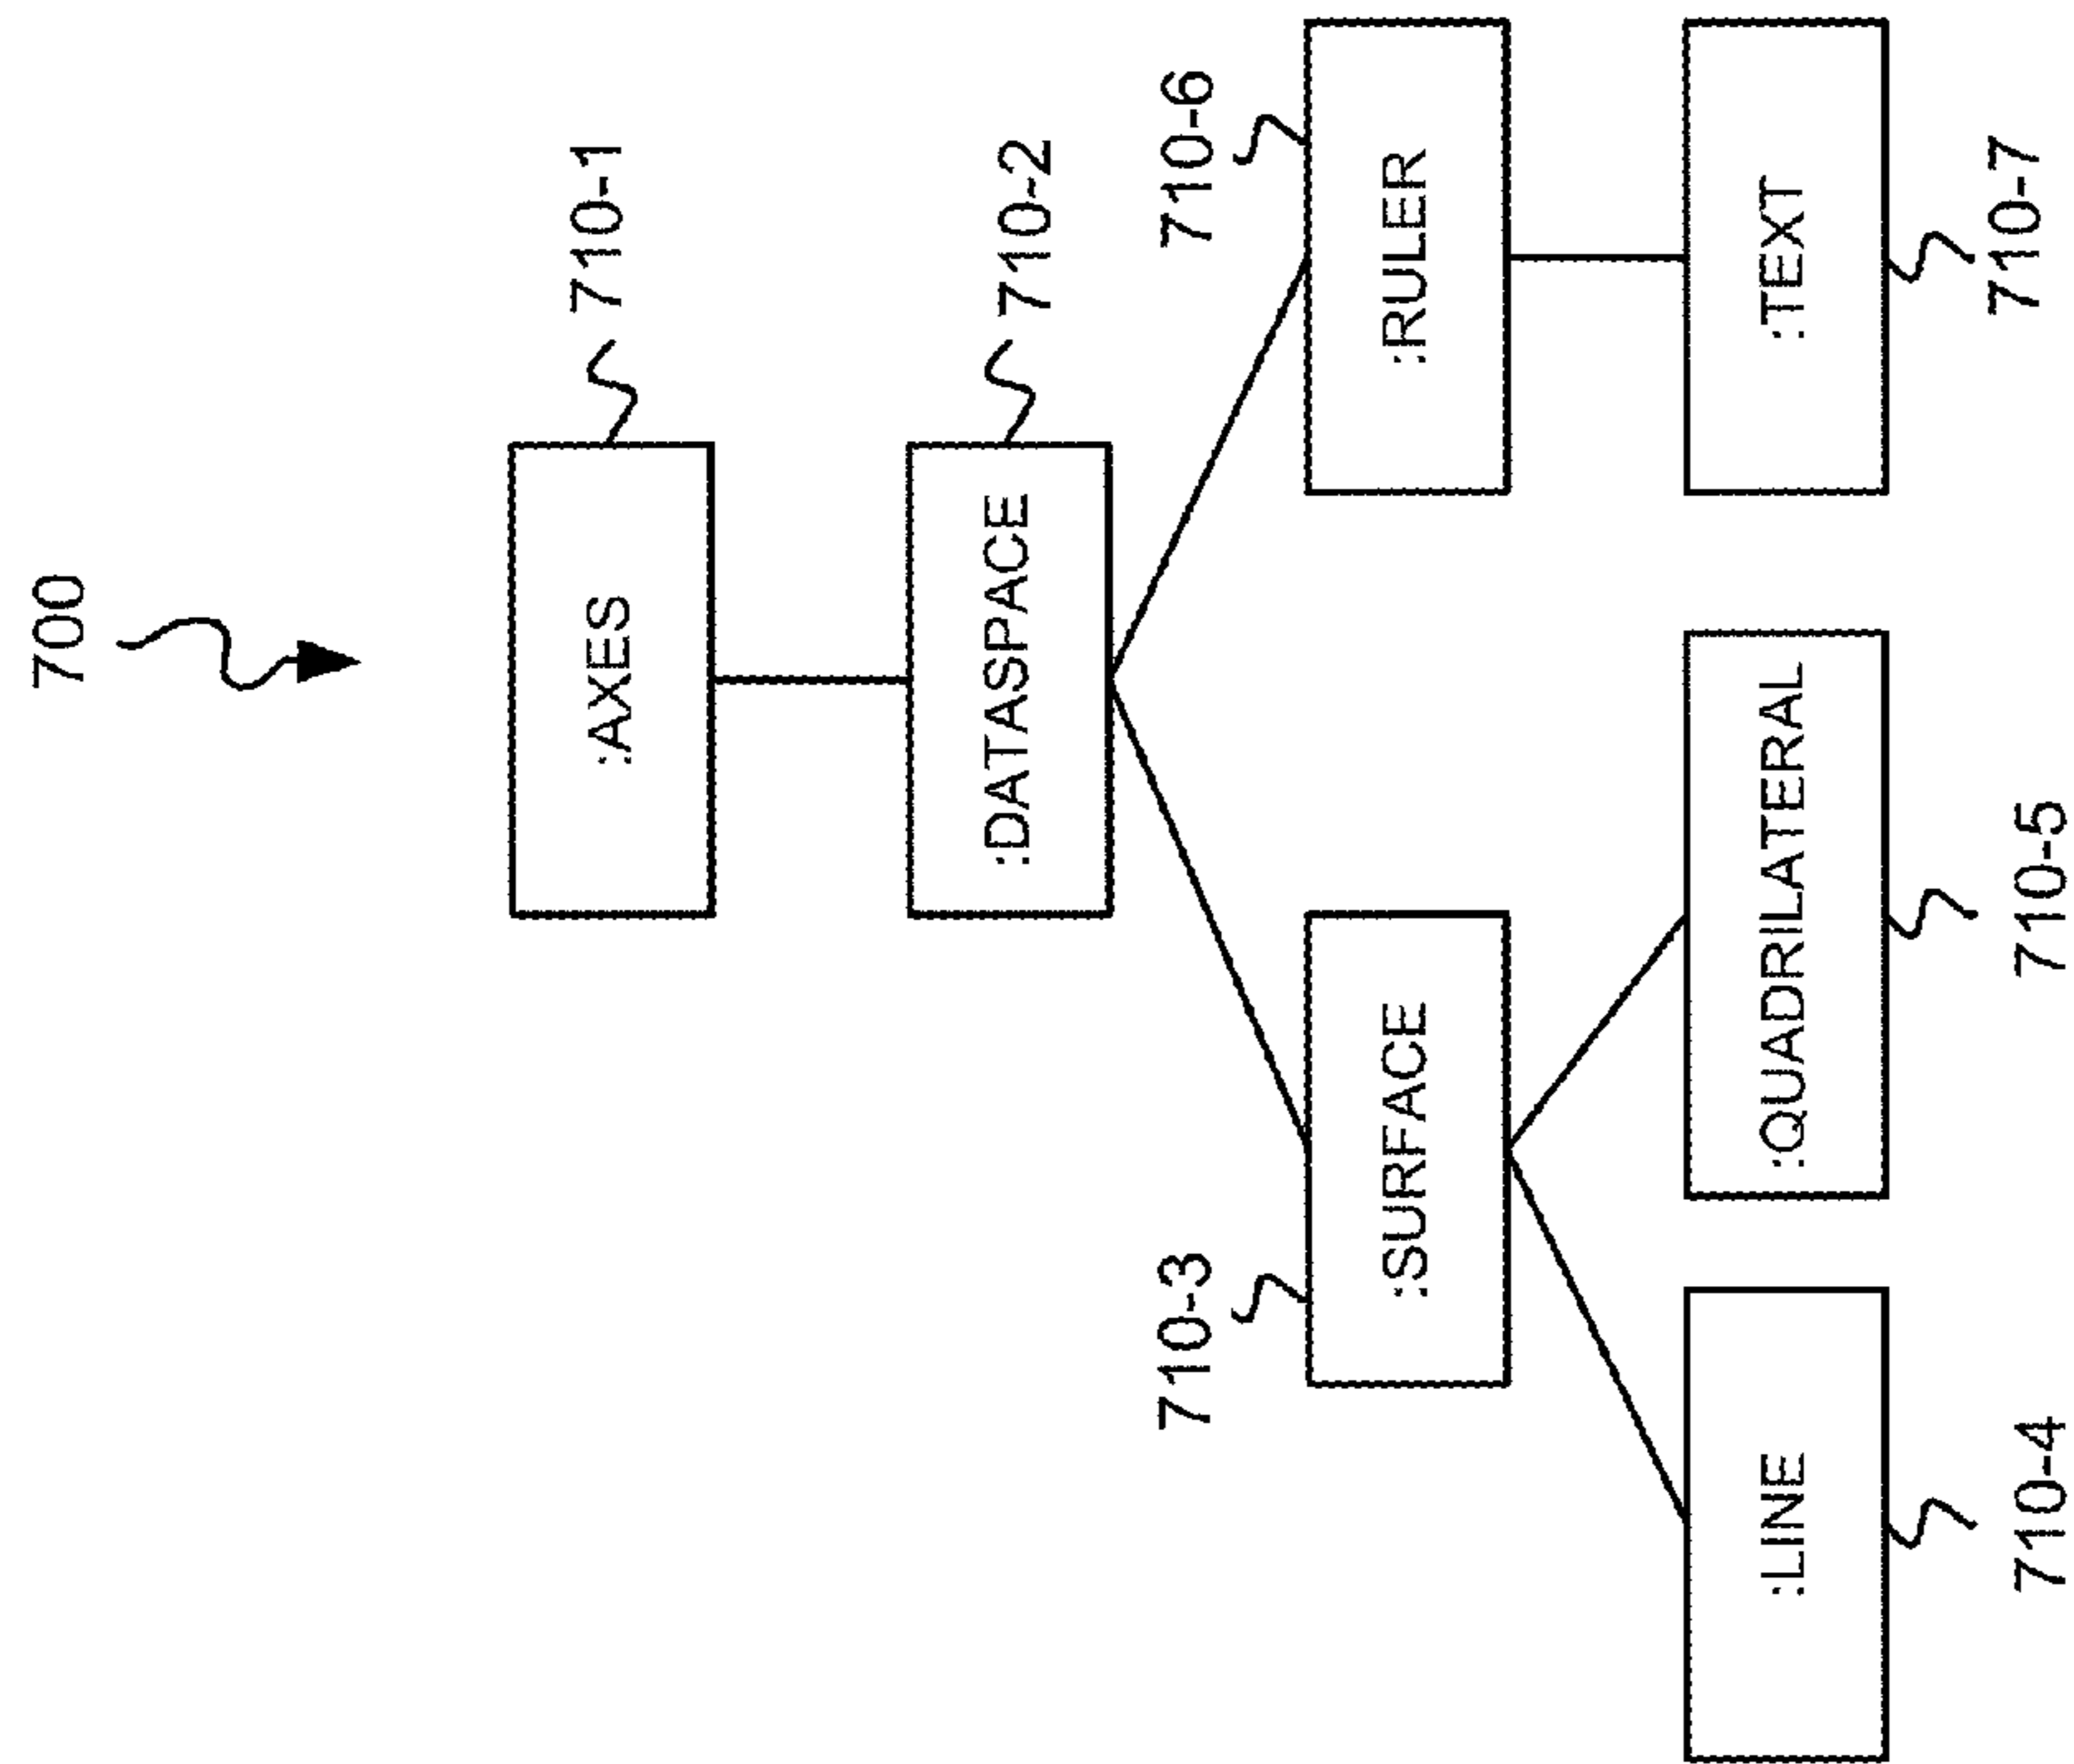 700
:AXES
710-1
:DATASPACE
710-2
710-3
:SURFACE
710-6
:RULER
:LINE
710-4
:QUADRILATERAL
710-5
:TEXT
710-7